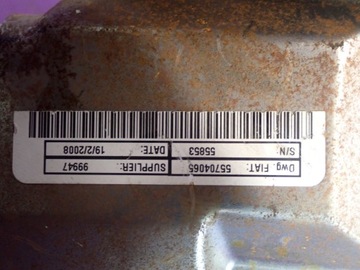 Dwg. FIAT: 55704065 SUPPLIER: 99947
S/N: 55853 DATE: 19/2/2008